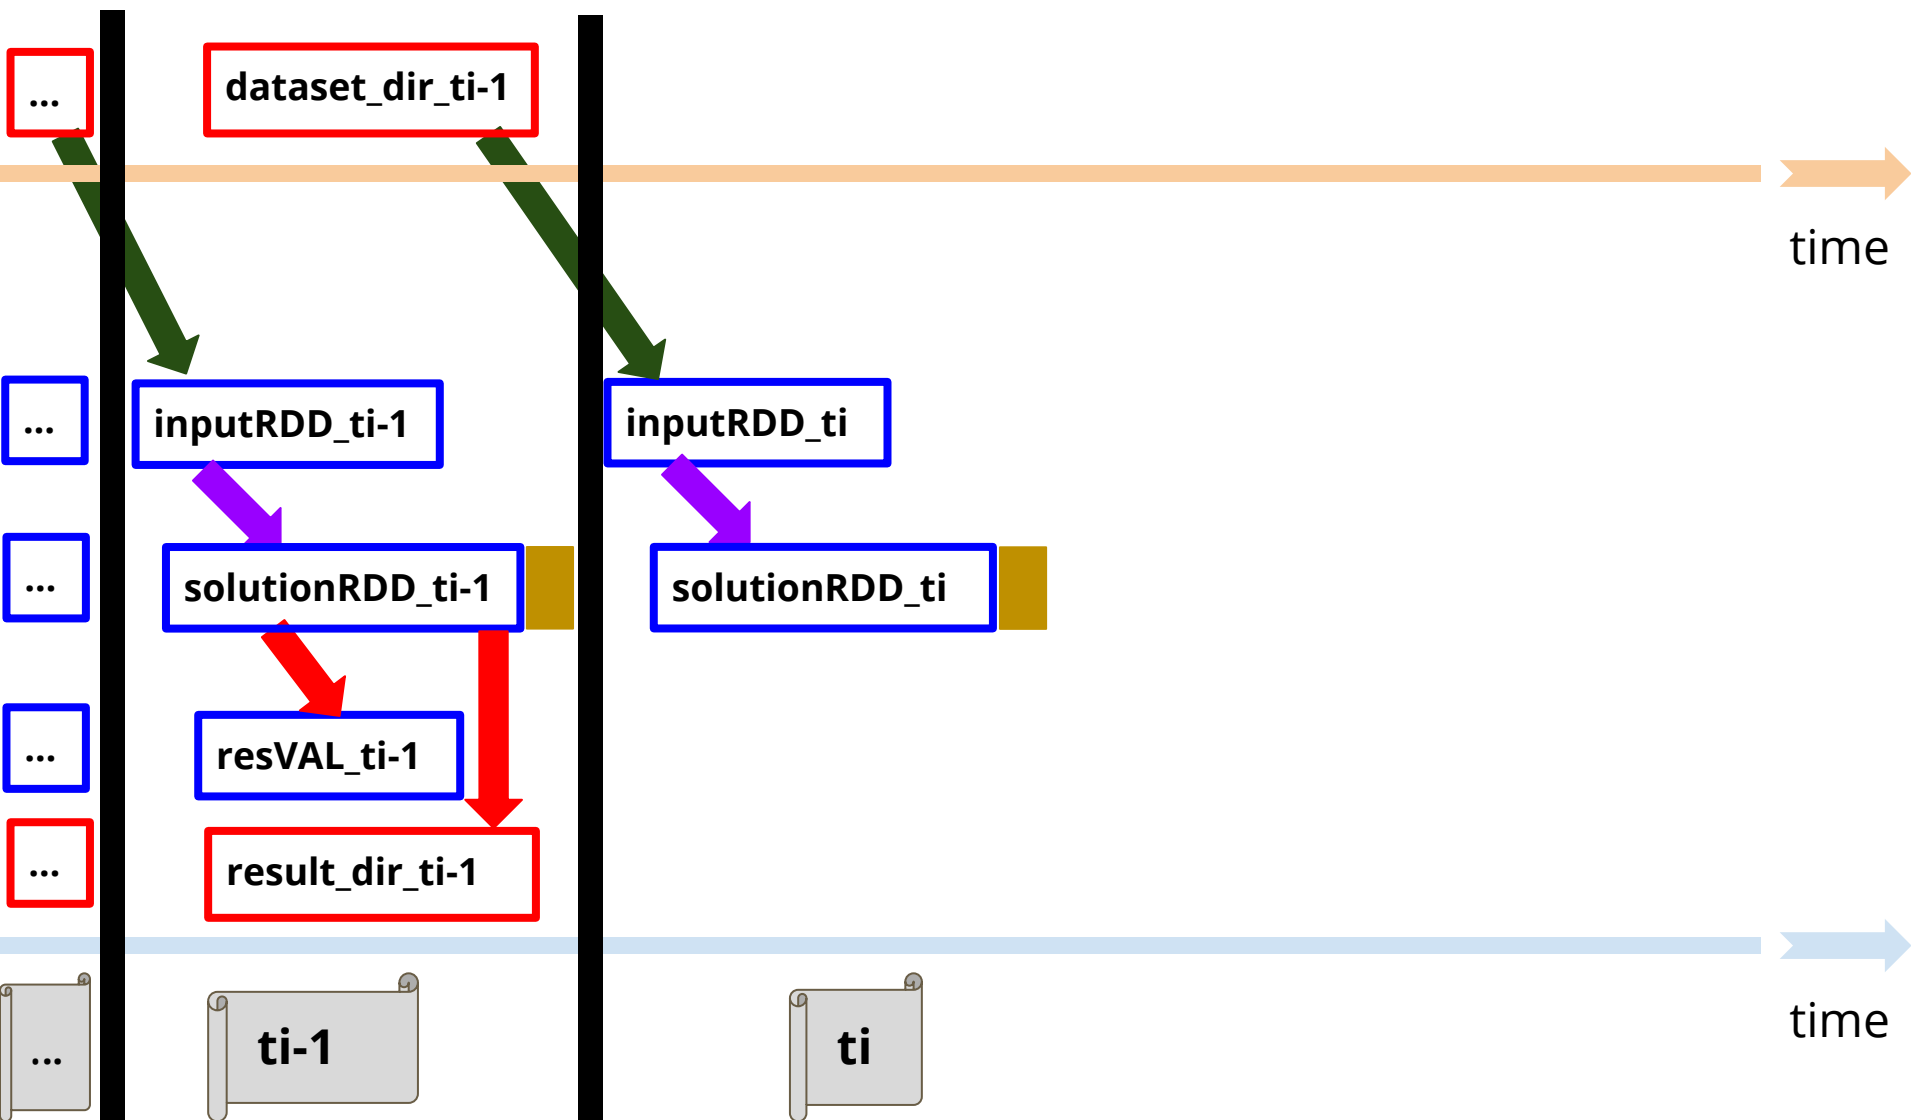 ...
dataset_dir_ti-1
time
...
inputRDD_ti-1
inputRDD_ti
...
solutionRDD_ti-1
solutionRDD_ti
...
resVAL_ti-1
...
result_dir_ti-1
...
ti-1
ti
time